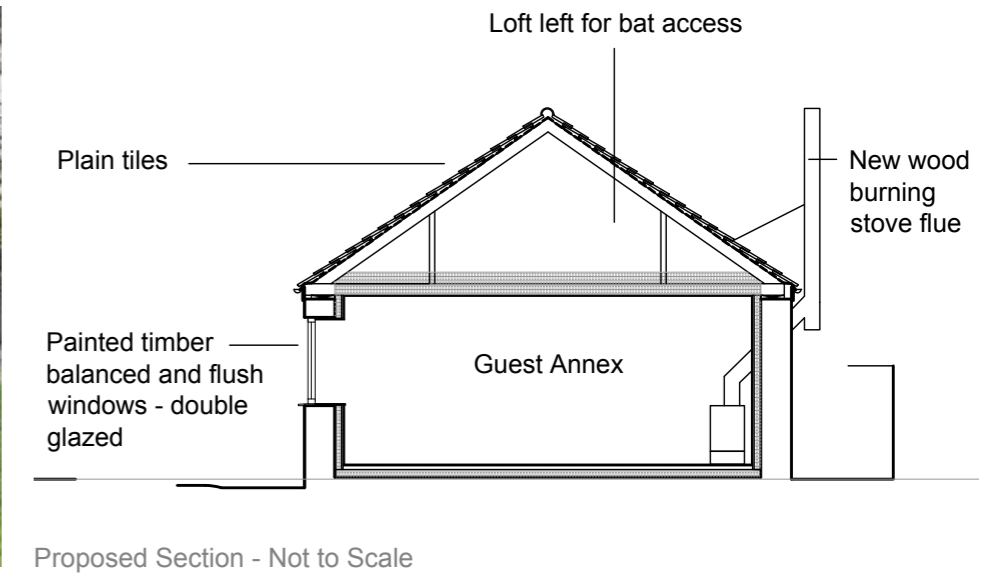 Loft left for bat access
Plain tiles
New wood
burning
stove flue
Painted timber
balanced and flush
windows - double
glazed
Guest Annex
Proposed Section - Not to Scale